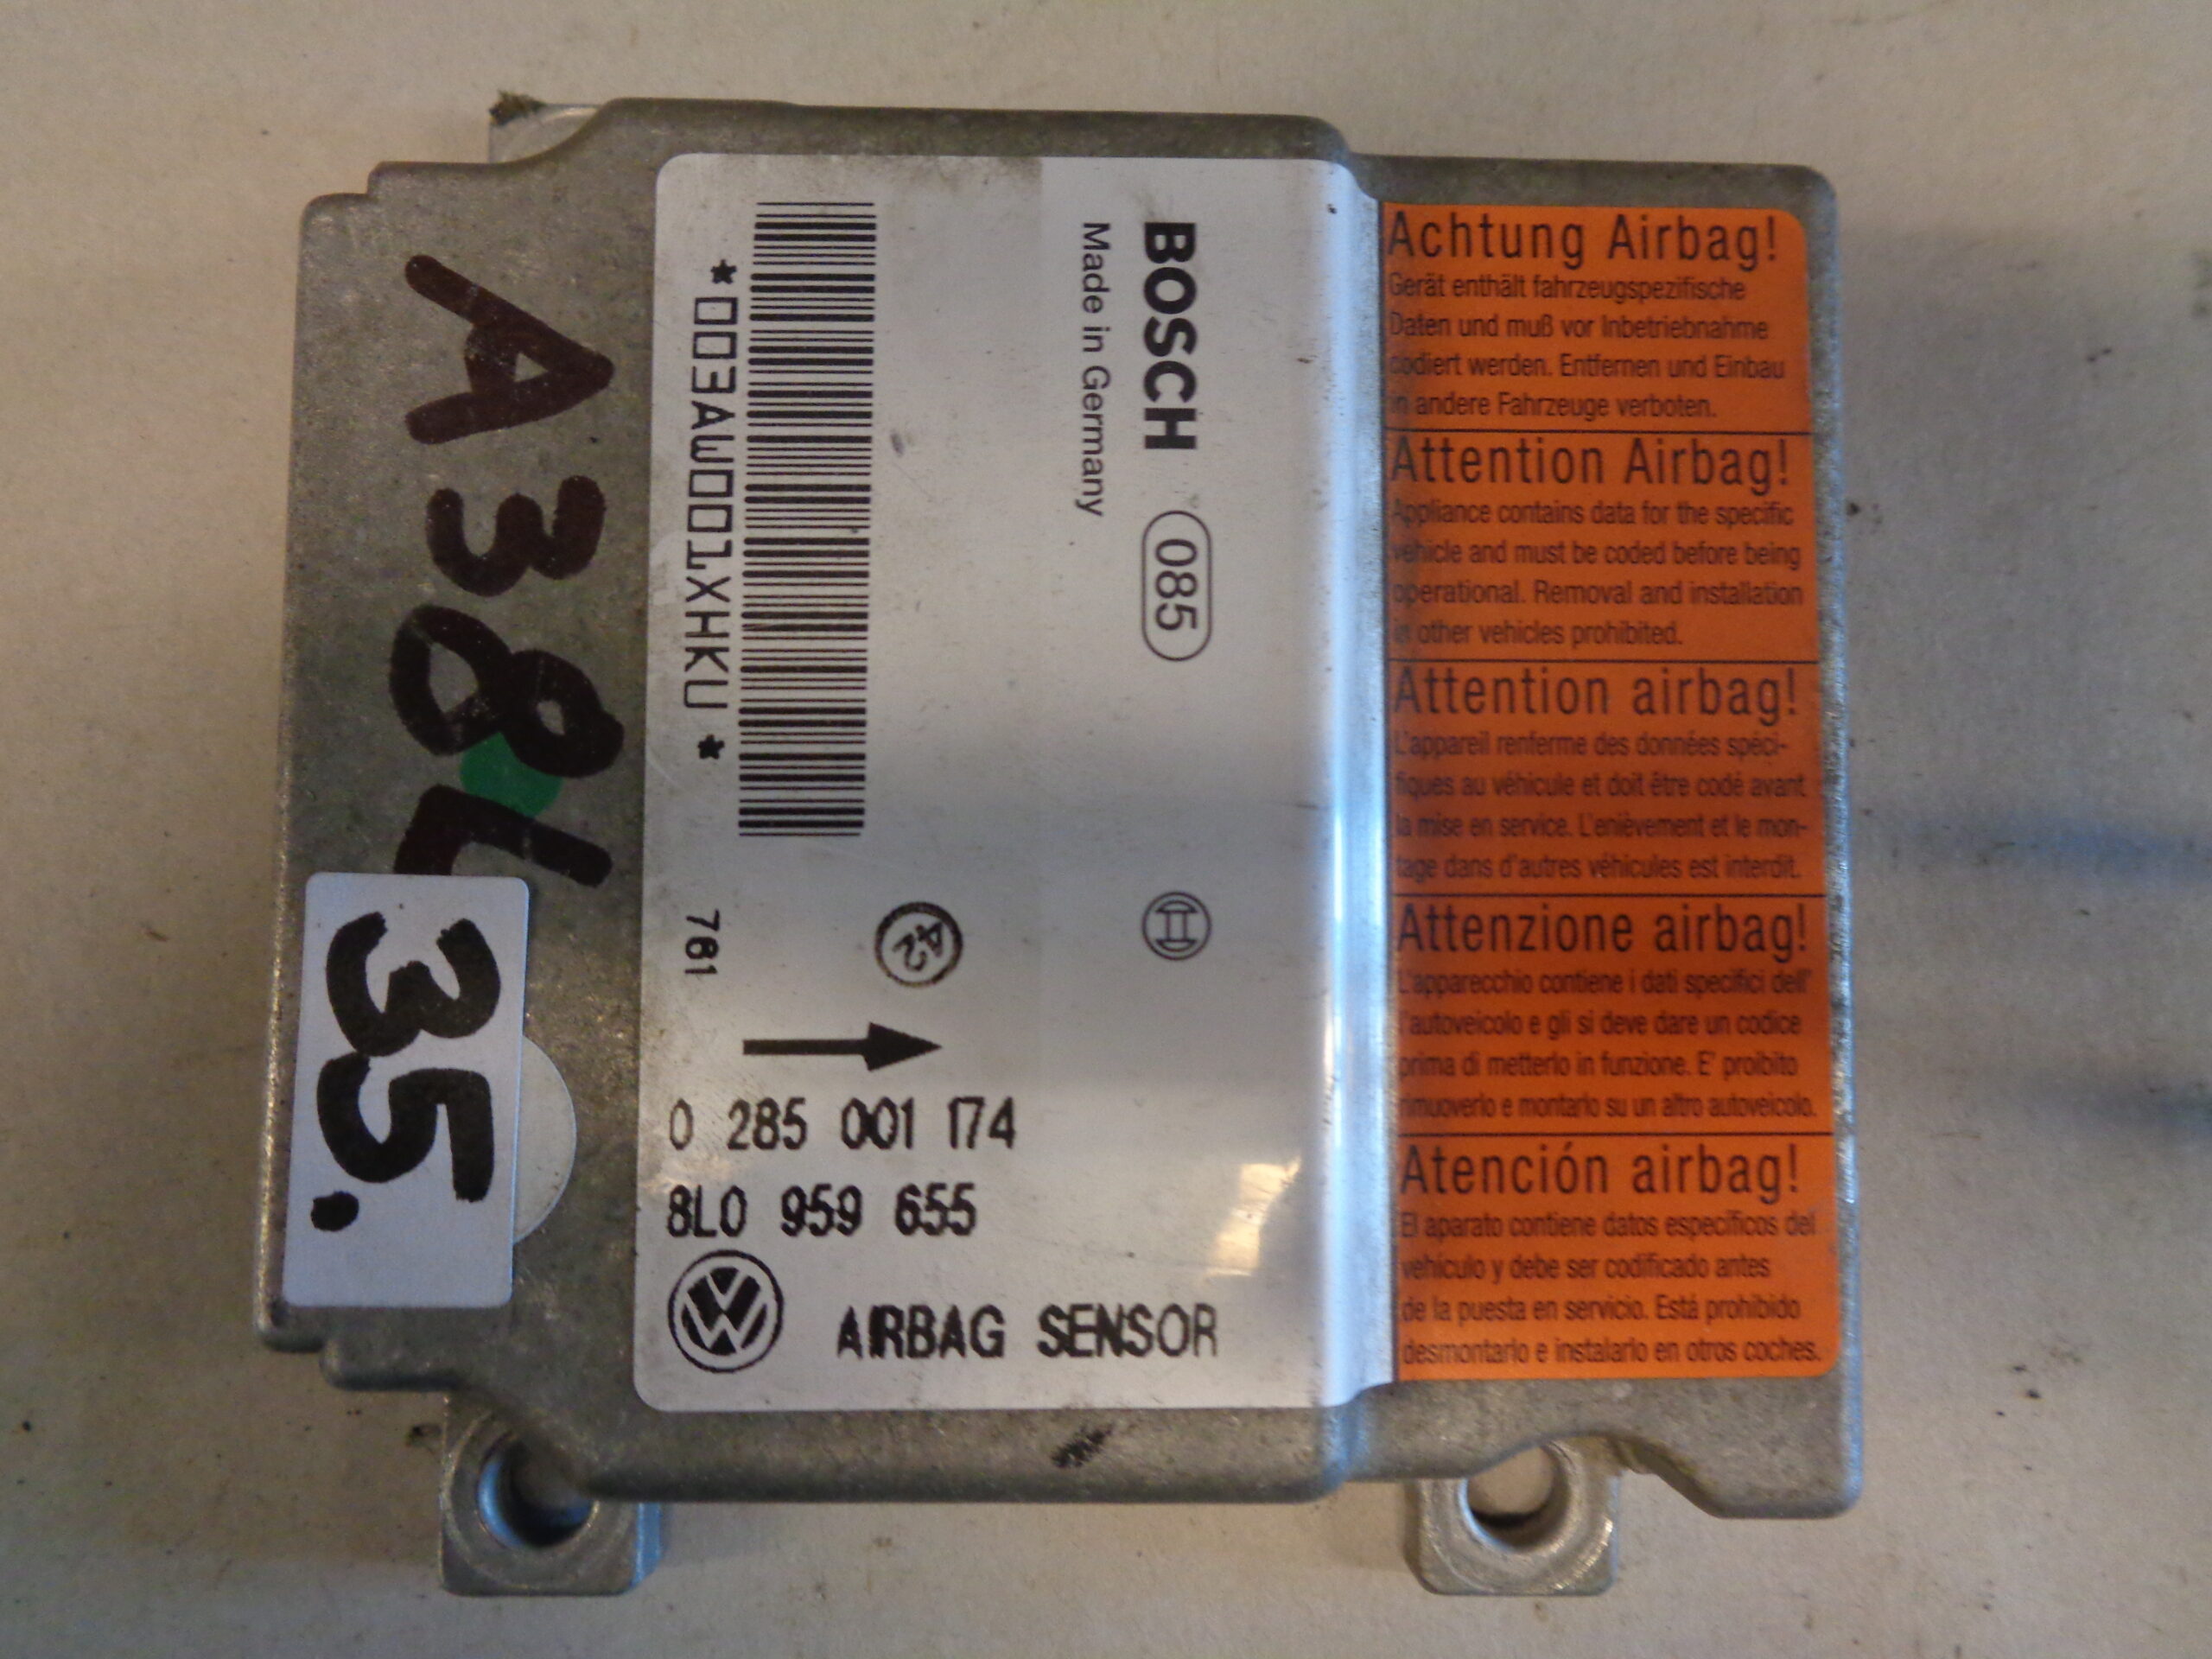 A3 8L
35.
*003AW001XHKU *
781
BOSCH
085
Made in Germany
42
0 285 001 174
8L0 959 655
AIRBAG SENSOR
Achtung Airbag!
Gerät enthält fahrzeugspezifische
Daten und muß vor Inbetriebnahme
codiert werden. Entfernen und Einbau
in andere Fahrzeuge verboten.
Attention Airbag!
Appliance contains data for the specific
vehicle and must be coded before being
operational. Removal and installation
in other vehicles prohibited.
Attention airbag!
L'appareil renferme des données spéci-
fiques au véhicule et doit être codé avant
la mise en service. L'enlèvement et le mon-
tage dans d'autres véhicules est interdit.
Attenzione airbag!
L'apparecchio contiene i dati specifici dell'
autoveicolo e gli si deve dare un codice
prima di metterlo in funzione. E' proibito
rimuoverlo e montarlo su un altro autoveicolo.
Atención airbag!
El aparato contiene datos específicos del
vehículo y debe ser codificado antes
de la puesta en servicio. Está prohibido
desmontarlo e instalarlo en otros coches.